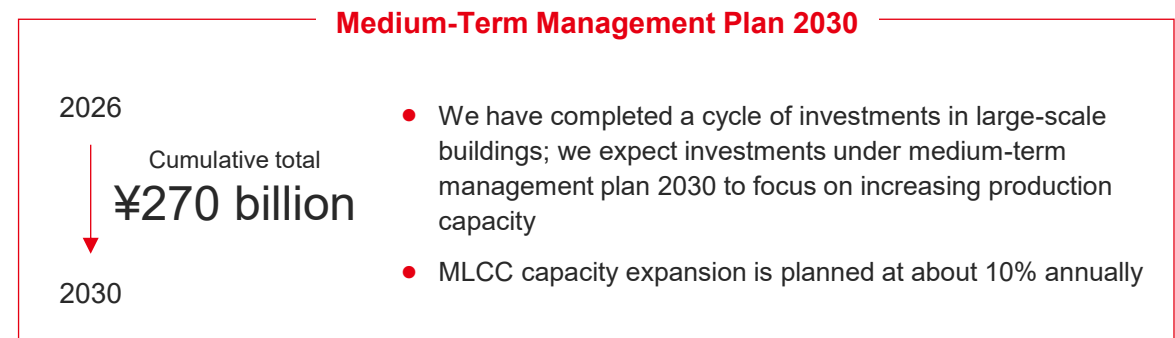 Medium-Term Management Plan 2030
2026
Cumulative total
¥270 billion
2030
● We have completed a cycle of investments in large-scale
buildings; we expect investments under medium-term
management plan 2030 to focus on increasing production
capacity
● MLCC capacity expansion is planned at about 10% annually